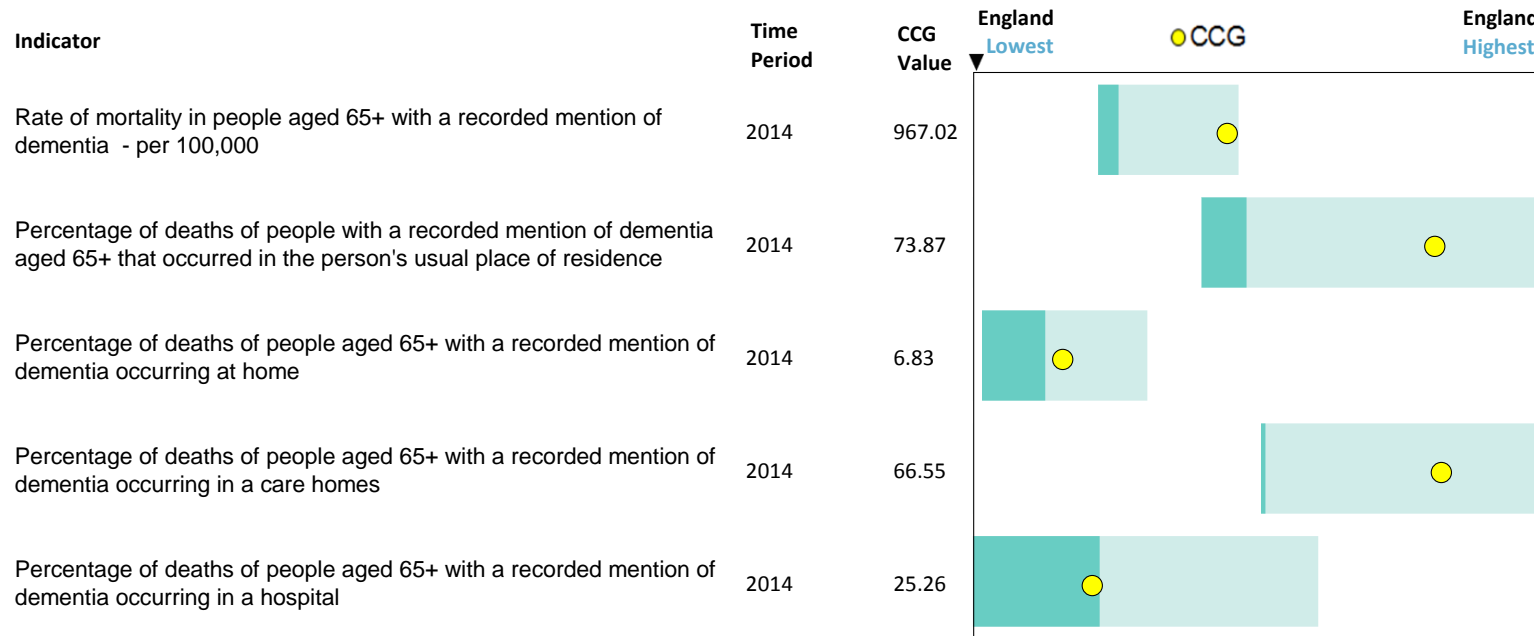 Indicator
Time
Period
CCG
Value
England
Lowest
CCG
England
Highest
Rate of mortality in people aged 65+ with a recorded mention of
dementia - per 100,000
2014
967.02
Percentage of deaths of people with a recorded mention of dementia
aged 65+ that occurred in the person's usual place of residence
2014
73.87
Percentage of deaths of people aged 65+ with a recorded mention of
dementia occurring at home
2014
6.83
Percentage of deaths of people aged 65+ with a recorded mention of
dementia occurring in a care homes
2014
66.55
Percentage of deaths of people aged 65+ with a recorded mention of
dementia occurring in a hospital
2014
25.26